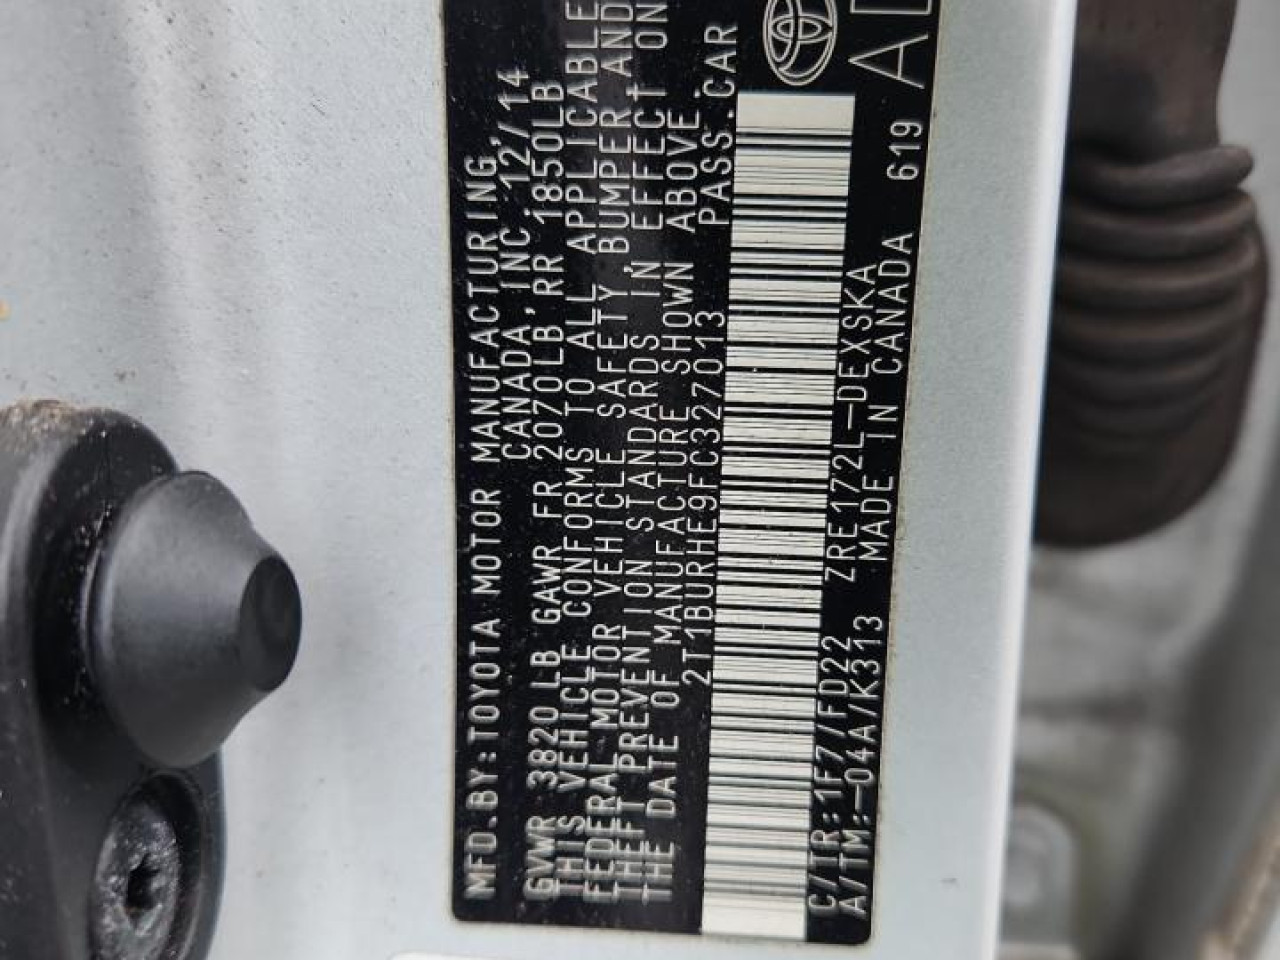 MFD.BY:TOYOTA MOTOR MANUFACTURING,
CANADA,INC.12/14
GVWR 3820LB GAWR FR 2070LB,RR 1850LB
THIS VEHICLE CONFORMS TO ALL APPLICABLE
FEDERAL MOTOR VEHICLE SAFETY,BUMPER AND
THEFT PREVENTION STANDARDS IN EFFECT ON
THE DATE OF MANUFACTURE SHOWN ABOVE.
2T1BURHE9FC327013 PASS.CAR
C/TR:1F7/FD22 ZRE172L-DEXSKA
A/TM:-04A/K313 MADE IN CANADA 619